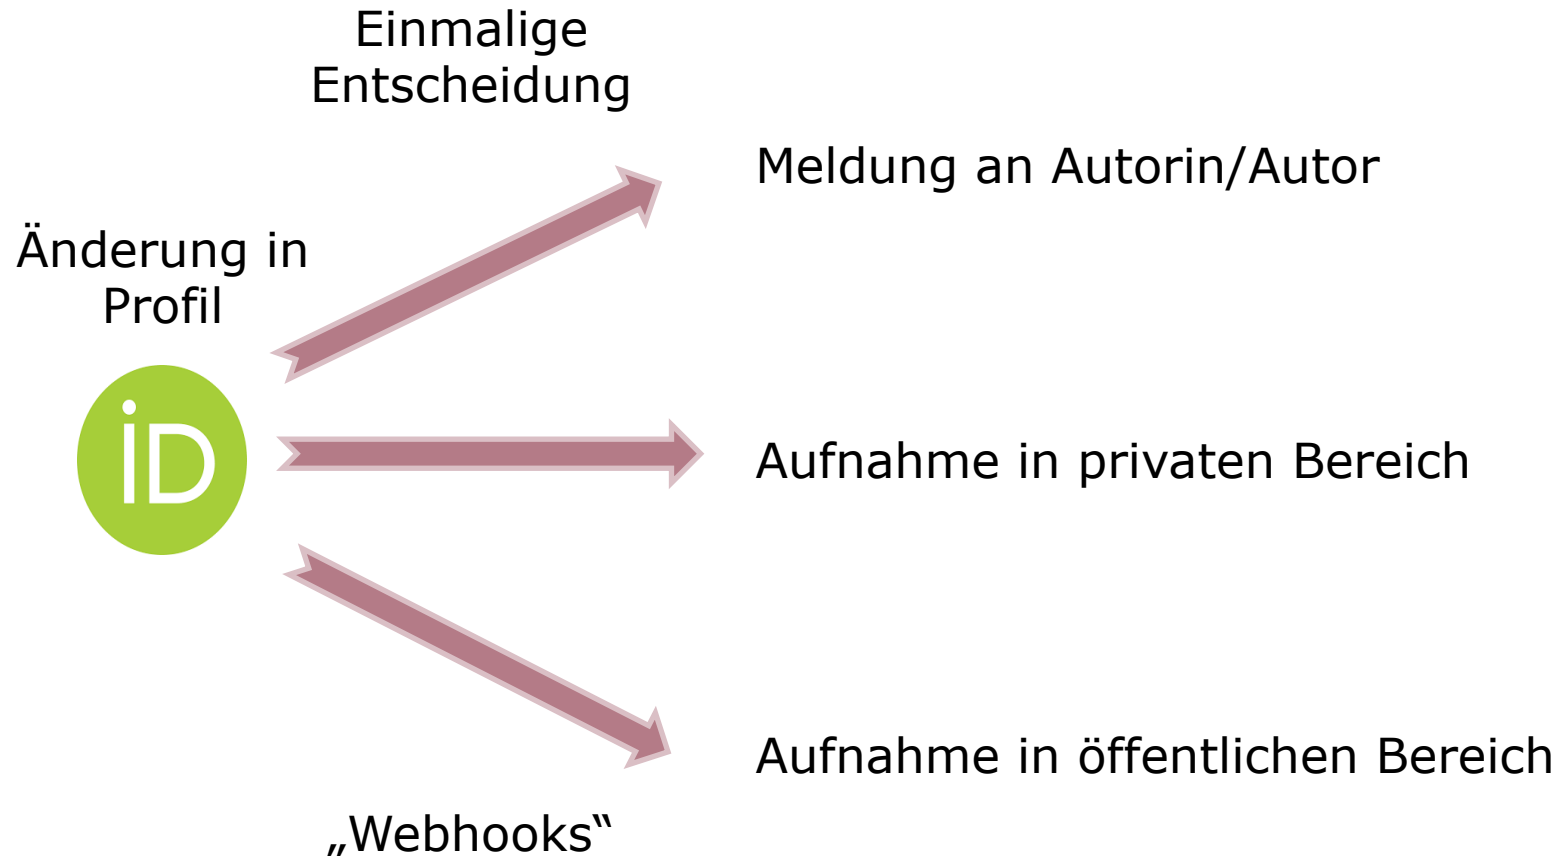 Einmalige
Entscheidung
Meldung an Autorin/Autor
Änderung in
Profil
iD
Aufnahme in privaten Bereich
Aufnahme in öffentlichen Bereich
„Webhooks“